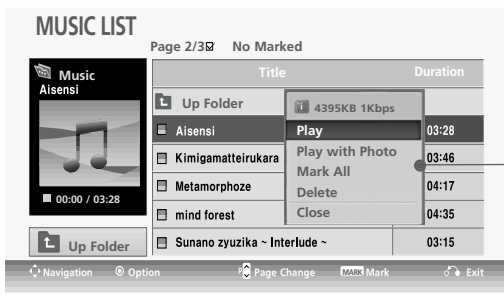 MUSIC LIST
Page 2/3 No Marked
Music
Aisensi
00:00 / 03:28
Up Folder
Title Duration
Up Folder
Aisensi 03:28
Kimigamatteirukara 03:46
Metamorphoze 04:17
mind forest 04:35
Sunano zyuzika ~ Interlude ~ 03:15
4395KB 1Kbps
Play
Play with Photo
Mark All
Delete
Close
Navigation Option P Page Change MARK Mark Exit